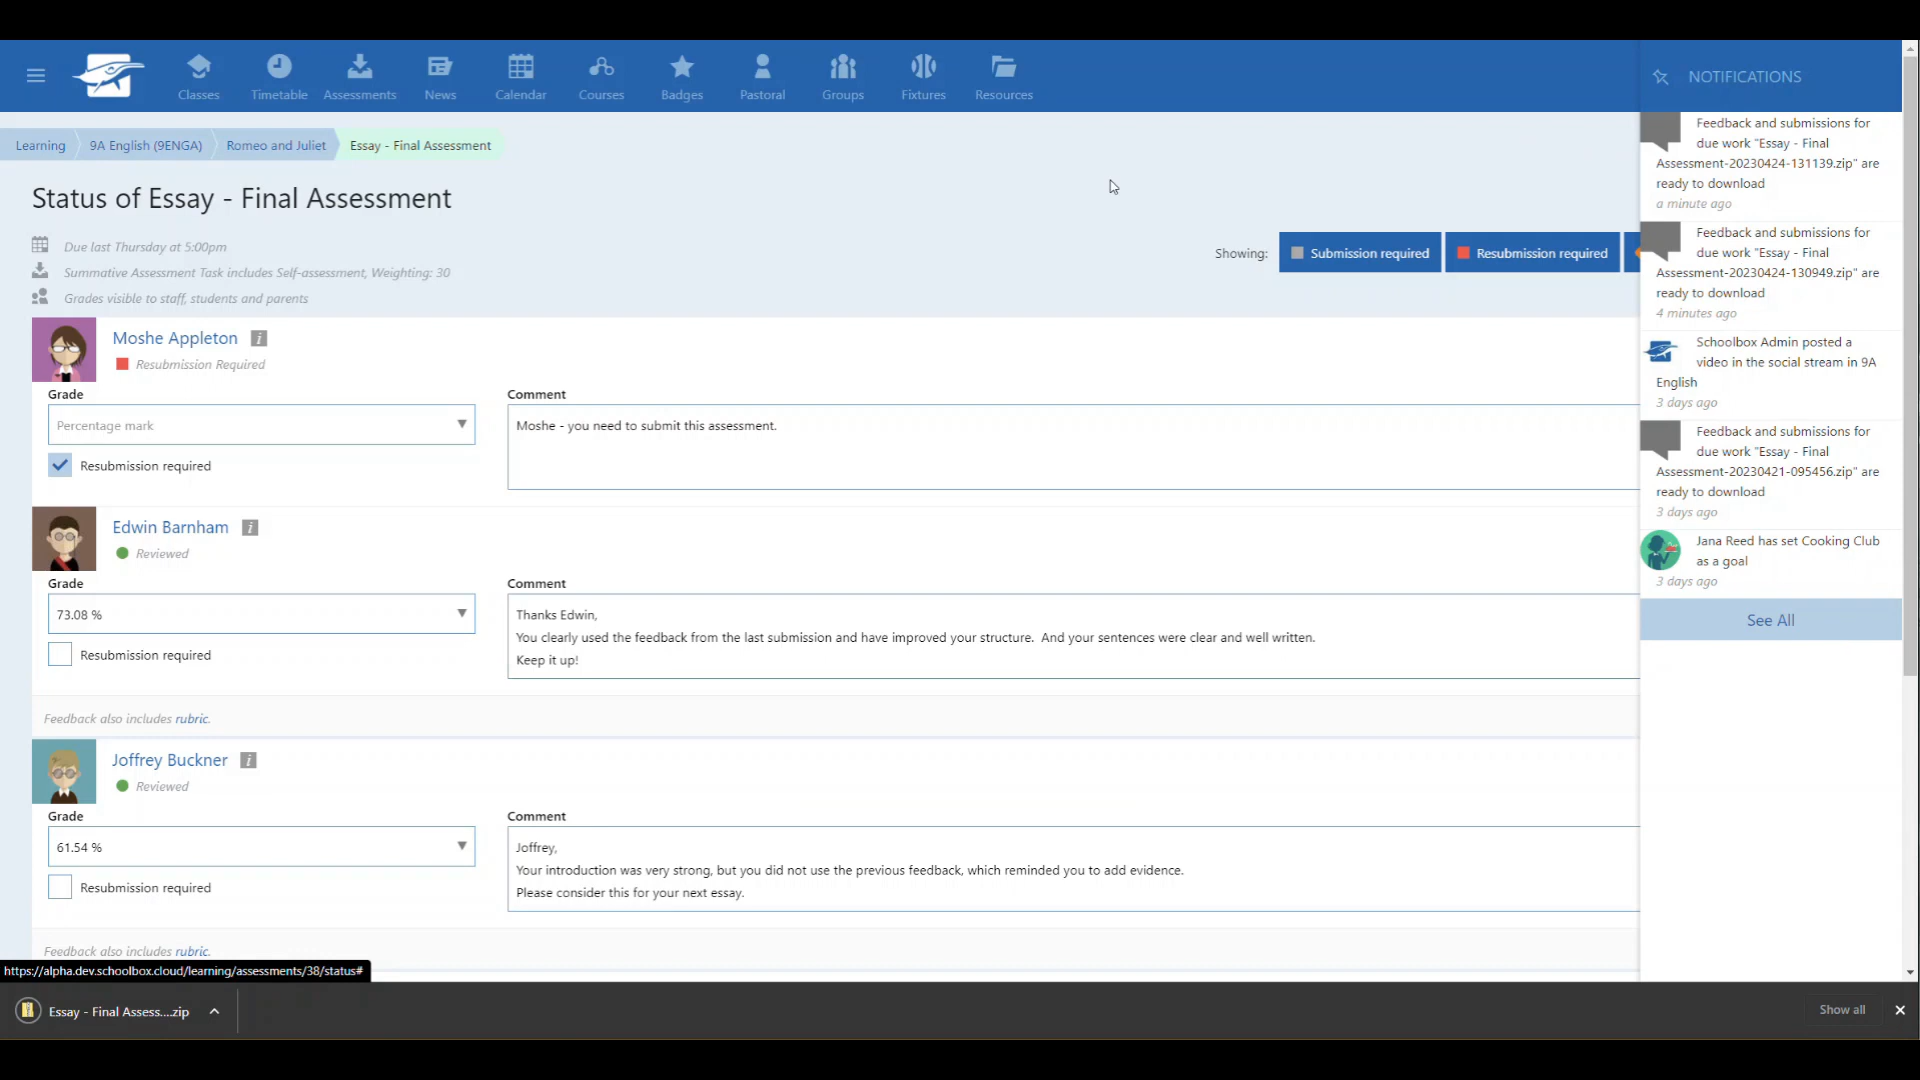 Classes
Timetable
Assessments
News
Calendar
Courses
Badges
Pastoral
Groups
Fixtures
Resources
NOTIFICATIONS
Learning
9A English (9ENGA)
Romeo and Juliet
Essay - Final Assessment
Status of Essay - Final Assessment
Due last Thursday at 5:00pm
Summative Assessment Task includes Self-assessment, Weighting: 30
Grades visible to staff, students and parents
Showing:
Submission required
Resubmission required
Moshe Appleton
Resubmission Required
Grade
Percentage mark
Resubmission required
Comment
Moshe - you need to submit this assessment.
Edwin Barnham
Reviewed
Grade
73.08 %
Resubmission required
Comment
Thanks Edwin,
You clearly used the feedback from the last submission and have improved your structure.  And your sentences were clear and well written.
Keep it up!
Feedback also includes rubric.
Joffrey Buckner
Reviewed
Grade
61.54 %
Resubmission required
Comment
Joffrey,
Your introduction was very strong, but you did not use the previous feedback, which reminded you to add evidence.
Please consider this for your next essay.
Feedback also includes rubric.
Feedback and submissions for
due work "Essay - Final
Assessment-20230424-131139.zip" are
ready to download
a minute ago
Feedback and submissions for
due work "Essay - Final
Assessment-20230424-130949.zip" are
ready to download
4 minutes ago
Schoolbox Admin posted a
video in the social stream in 9A
English
3 days ago
Feedback and submissions for
due work "Essay - Final
Assessment-20230421-095456.zip" are
ready to download
3 days ago
Jana Reed has set Cooking Club
as a goal
3 days ago
See All
https://alpha.dev.schoolbox.cloud/learning/assessments/38/status#
Essay - Final Assess....zip
Show all